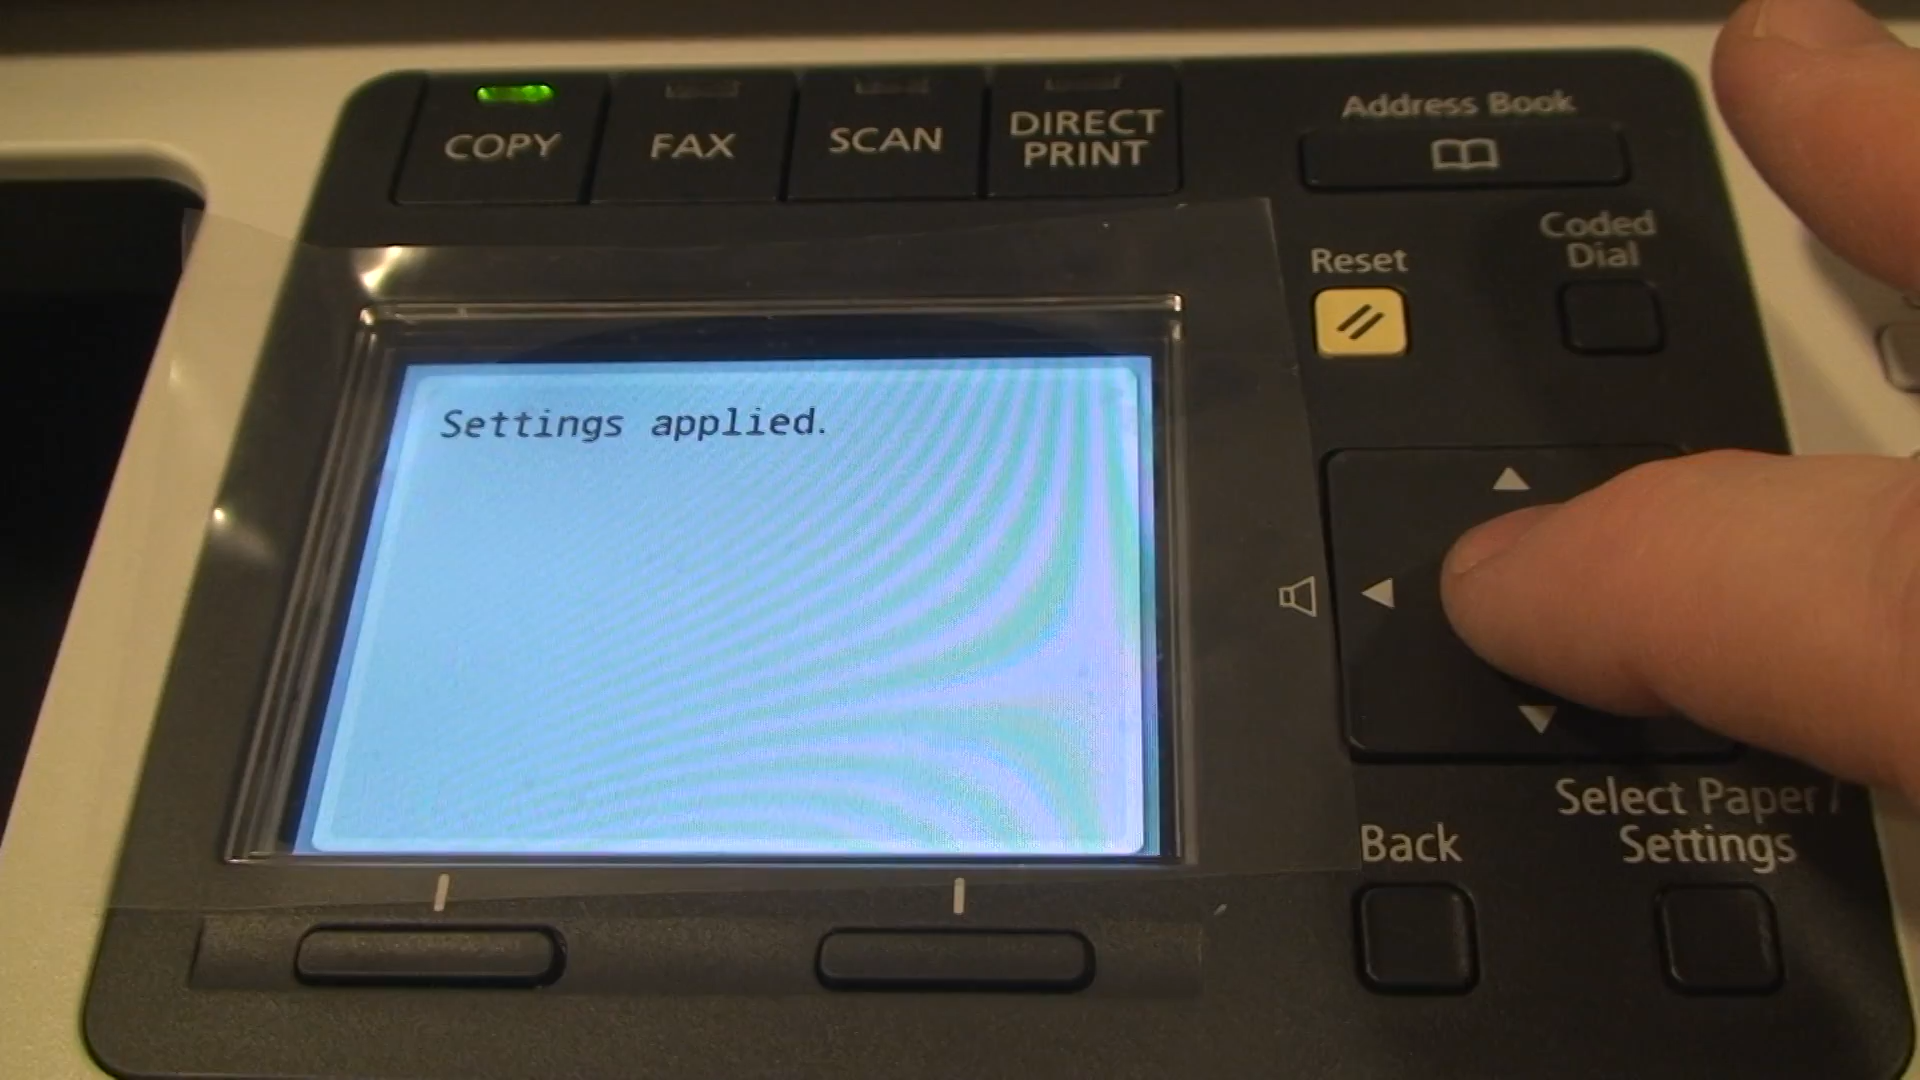 COPY
FAX
SCAN
DIRECT
PRINT
Address Book
Coded
Dial
Reset
Settings applied.
Select Paper /
Settings
Back